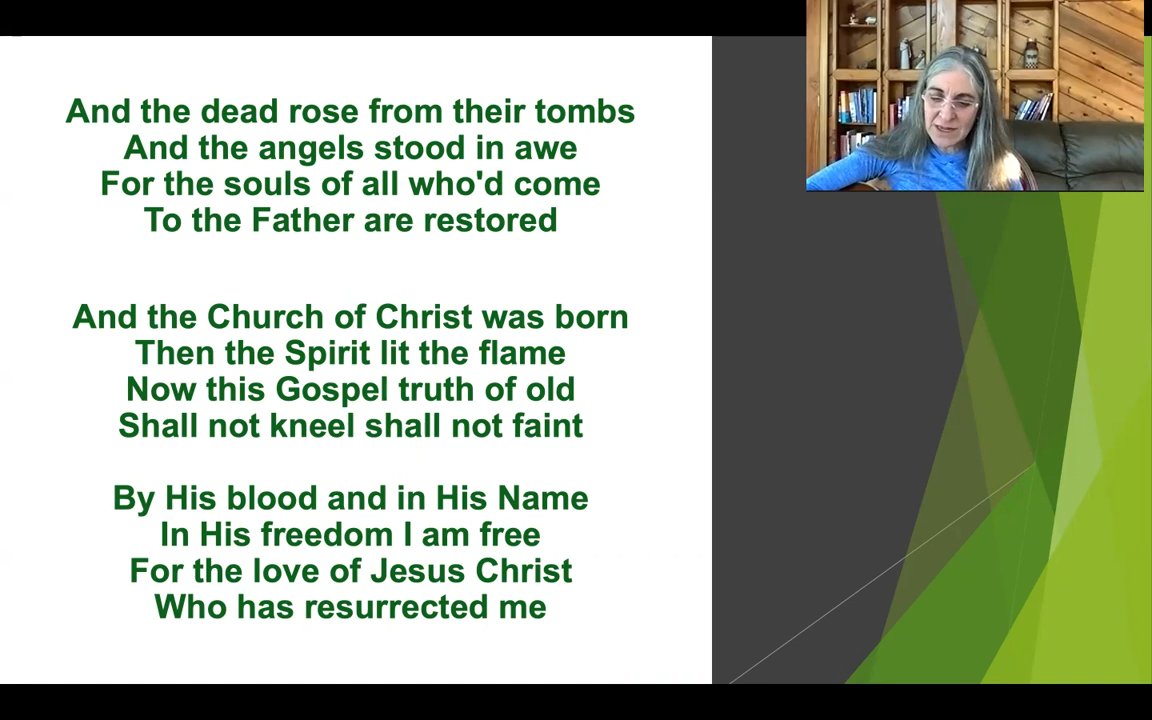 And the dead rose from their tombs
And the angels stood in awe
For the souls of all who'd come
To the Father are restored
And the Church of Christ was born
Then the Spirit lit the flame
Now this Gospel truth of old
Shall not kneel shall not faint
By His blood and in His Name
In His freedom I am free
For the love of Jesus Christ
Who has resurrected me